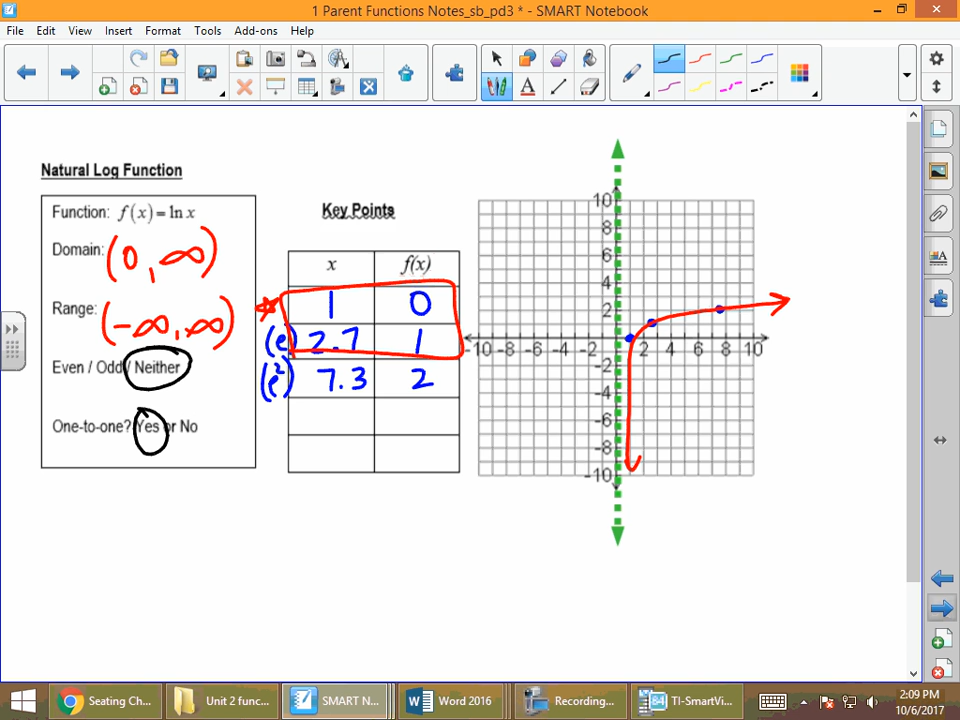 1 Parent Functions Notes_sb_pd3 * - SMART Notebook
File Edit View Insert Format Tools Add-ons Help
Natural Log Function
Function: f(x) = ln x
Domain: (0, ∞)
Range: (-∞, ∞)
Even / Odd / Neither
One-to-one? Yes or No
Key Points
x f(x)
1 0
(e) 2.7 1
(e²) 7.3 2
10
8
6
4
2
-10 -8 -6 -4 -2 2 4 6 8 10
-2
-4
-6
-8
-10
Seating Ch... Unit 2 func... SMART N... Word 2016 Recording... TI-SmartVi...
2:09 PM
10/6/2017